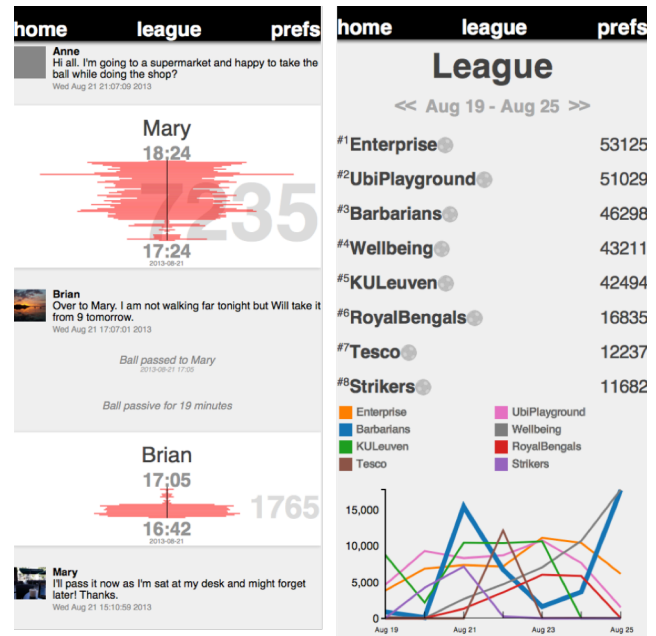 home league prefs
Anne
Hi all. I'm going to a supermarket and happy to take the
ball while doing the shop?
Wed Aug 21 21:07:09 2013
Mary
18:24
7235
17:24
2013-08-21
Brian
Over to Mary. I am not walking far tonight but Will take it
from 9 tomorrow.
Wed Aug 21 17:07:01 2013
Ball passed to Mary
2013-08-21 17:05
Ball passive for 19 minutes
Brian
17:05
1765
16:42
2013-08-21
Mary
I'll pass it now as I'm sat at my desk and might forget
later! Thanks.
Wed Aug 21 15:10:59 2013
home league prefs
League
<< Aug 19 - Aug 25 >>
#1Enterprise 53125
#2UbiPlayground 51029
#3Barbarians 46298
#4Wellbeing 43211
#5KULeuven 42494
#6RoyalBengals 16835
#7Tesco 12237
#8Strikers 11682
Enterprise UbiPlayground
Barbarians Wellbeing
KULeuven RoyalBengals
Tesco Strikers
15,000
10,000
5,000
0
Aug 19 Aug 21 Aug 23 Aug 25